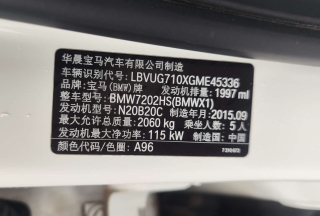 华晨宝马汽车有限公司制造
车辆识别代号: LBVUG710XGME45336
品牌: 宝马(BMW)牌 发动机排量: 1997 ml
型号: BMW7202HS(BMWX1)
发动机型号: N20B20C 制造年月: 2015.09
最大允许总质量: 2060 kg 乘坐人数: 5 人
发动机最大净功率: 115 kW 制造国: 中国
颜色代号/色圈: A96